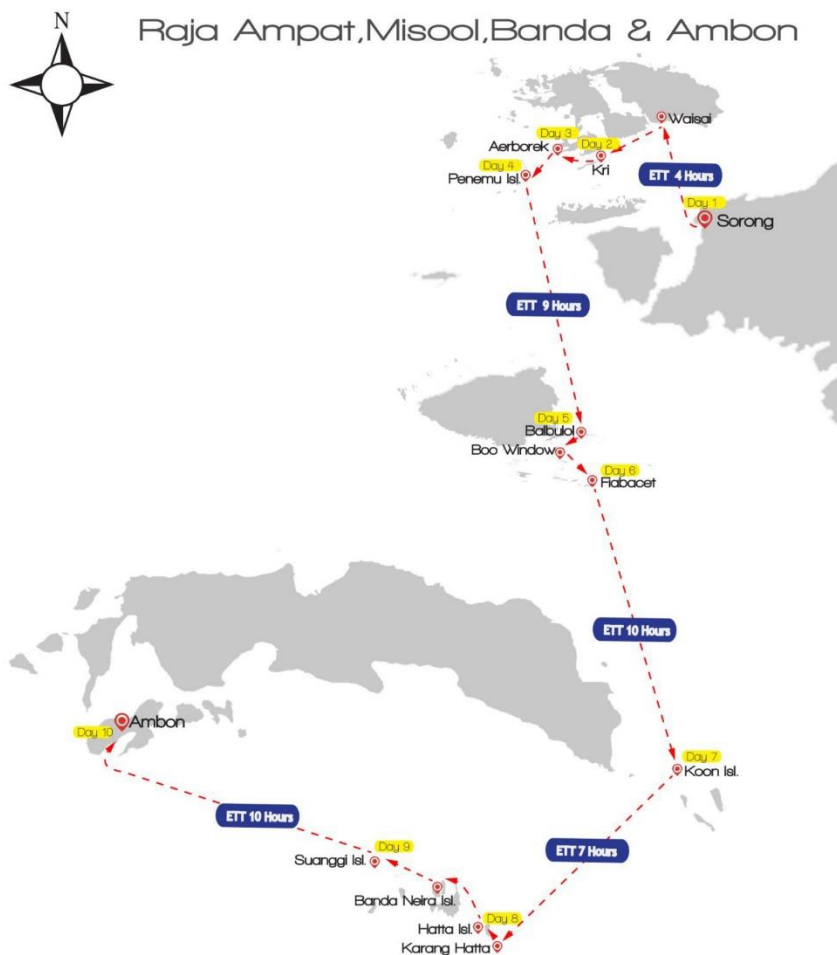 N
Raja Ampat,Misool,Banda & Ambon
Waisai
Day 3
Aerborek
Day 2
Kri
Day 4
Penemu Isl.
ETT 4 Hours
Day 1
Sorong
ETT 9 Hours
Day 5
Balbulol
Boo Window
Day 6
Fiabacet
ETT 10 Hours
Ambon
Day 10
Day 7
Koon Isl.
ETT 10 Hours
ETT 7 Hours
Day 9
Suanggi Isl.
Banda Neira Isl.
Day 8
Hatta Isl.
Karang Hatta